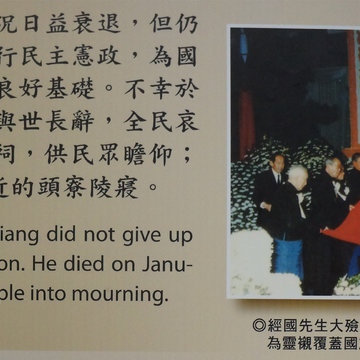 況日益衰退，但仍
行民主憲政，為國
良好基礎。不幸於
與世長辭，全民哀
祠，供民眾瞻仰；
近的頭寮陵寢。
iang did not give up
on. He died on Janu-
ple into mourning.
◎經國先生大殮
為靈櫬覆蓋國